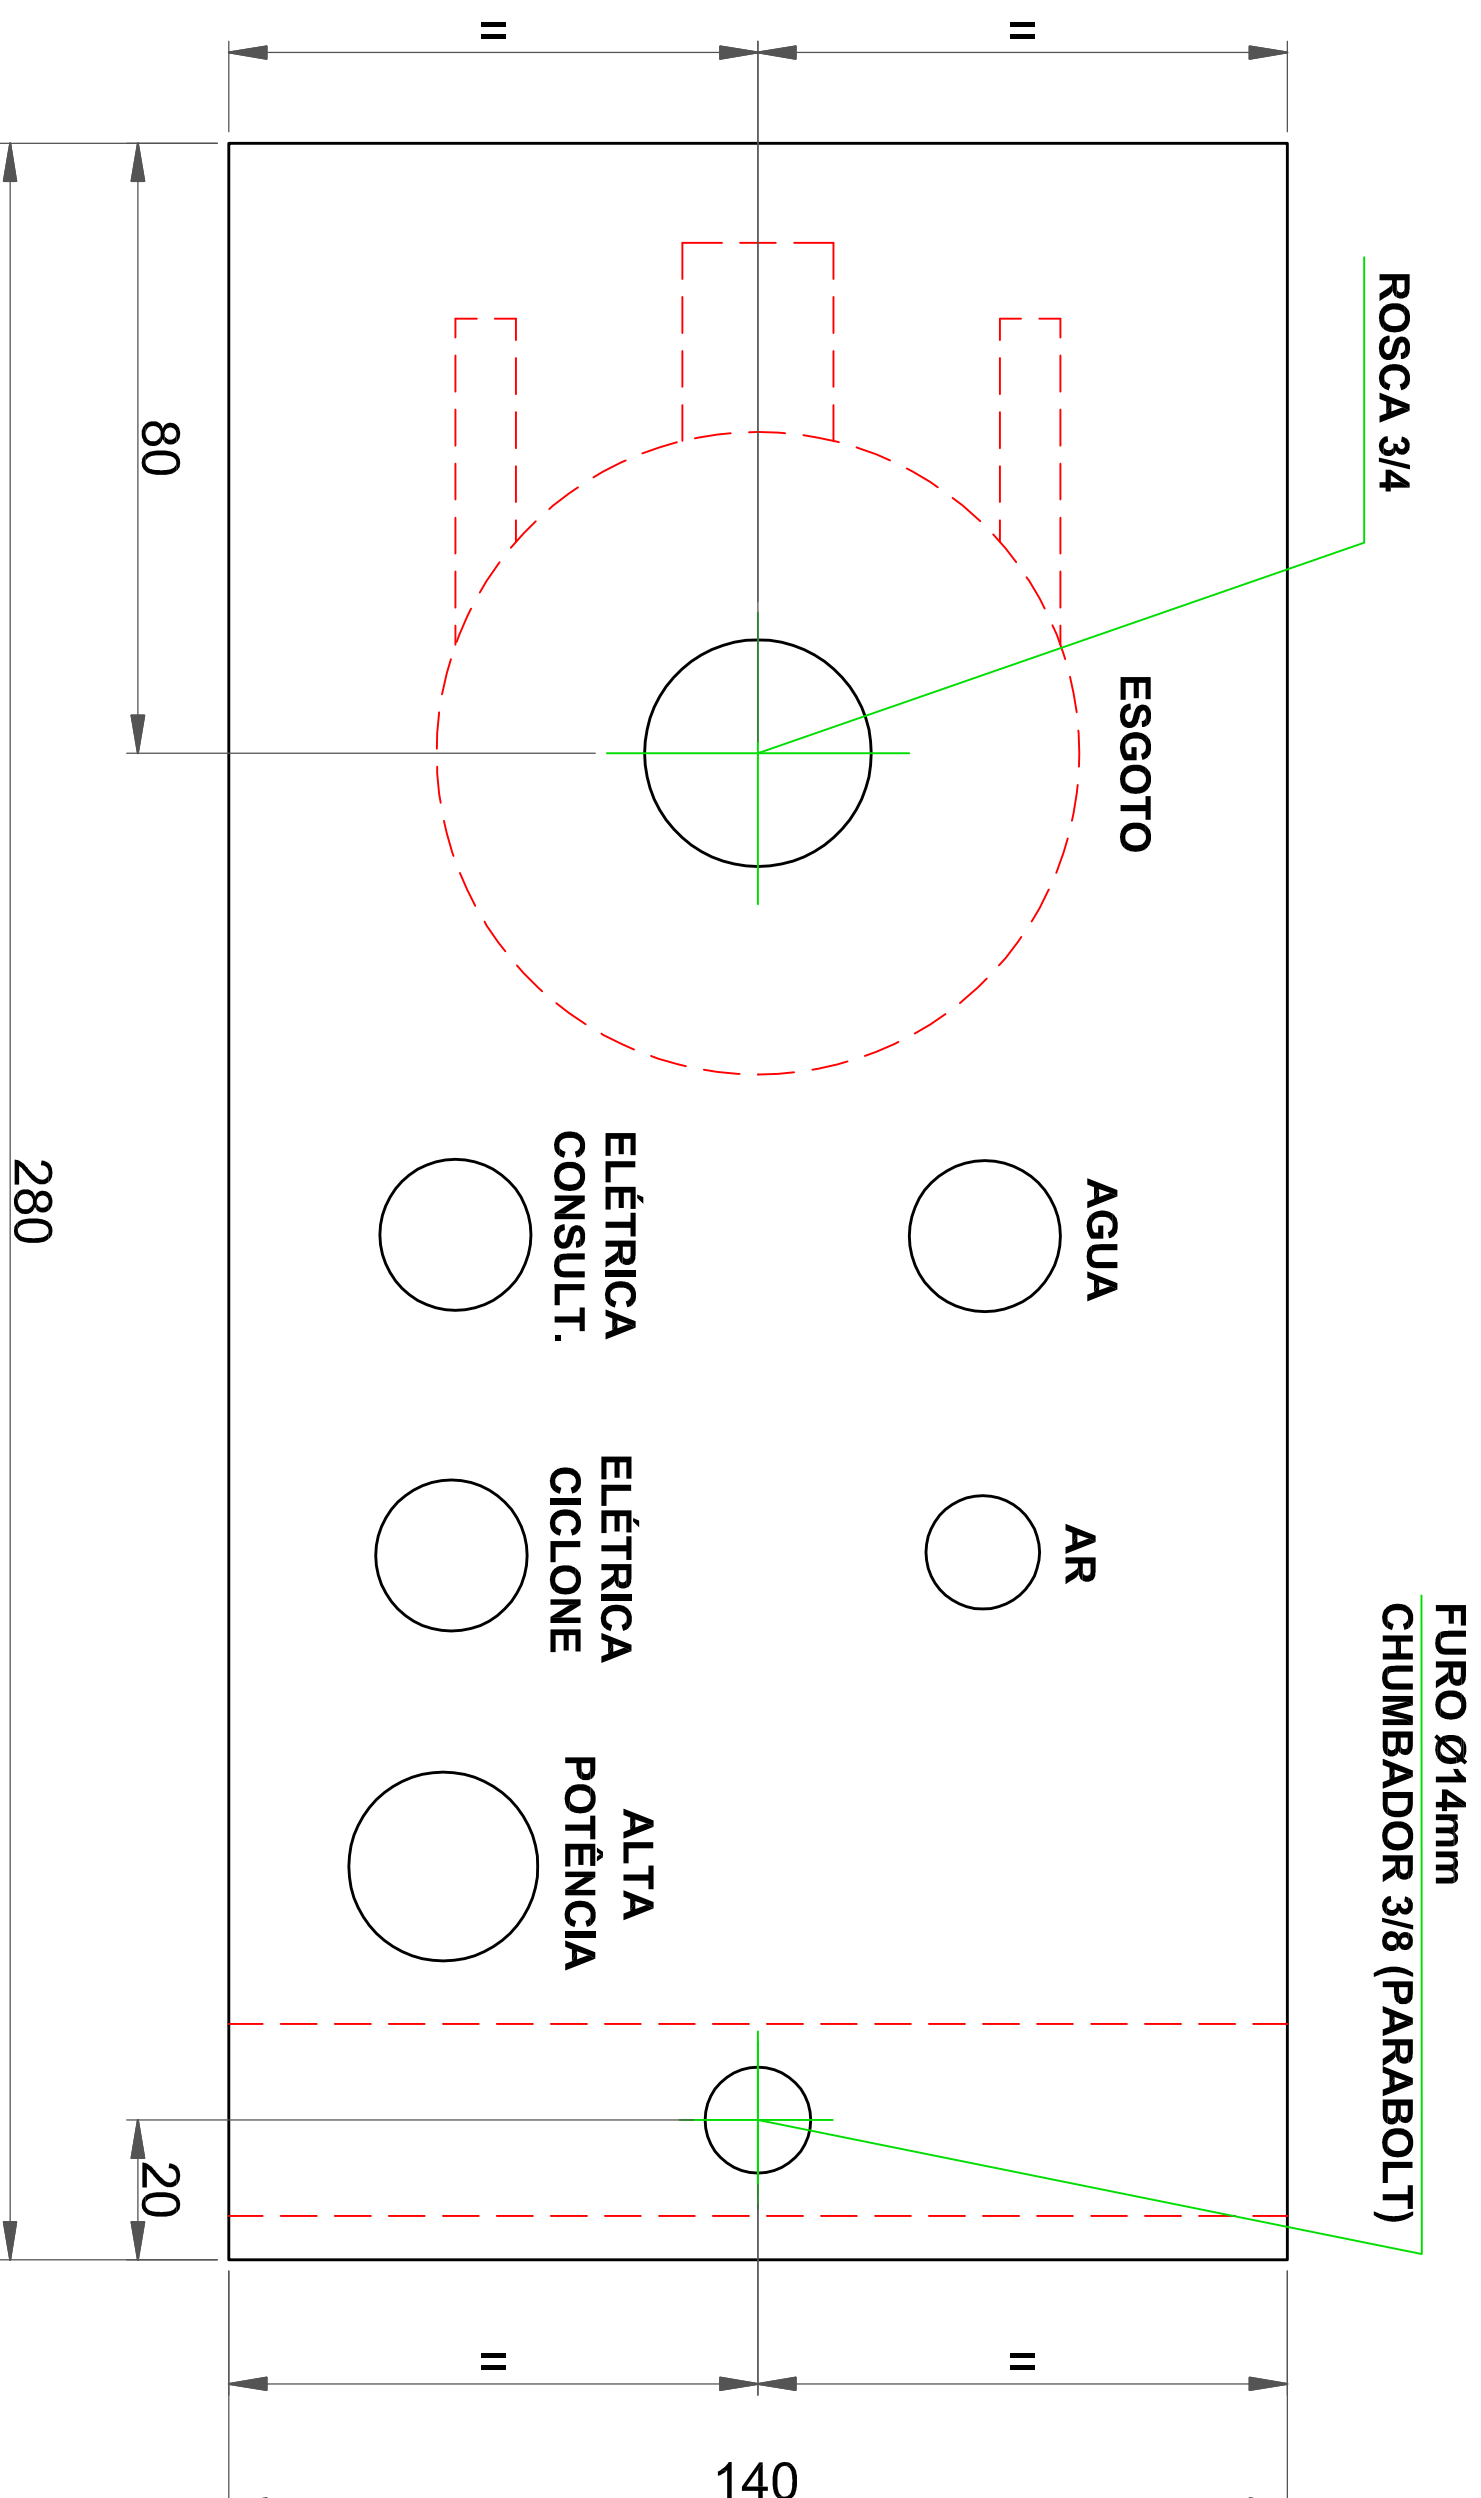 FURO Ø14mm
CHUMBADOR 3/8 (PARABOLT)
ROSCA 3/4
ESGOTO
AGUA
AR
ELÉTRICA
CONSULT.
ELÉTRICA
CICLONE
ALTA
POTÊNCIA
80
20
280
140
=
=
=
=